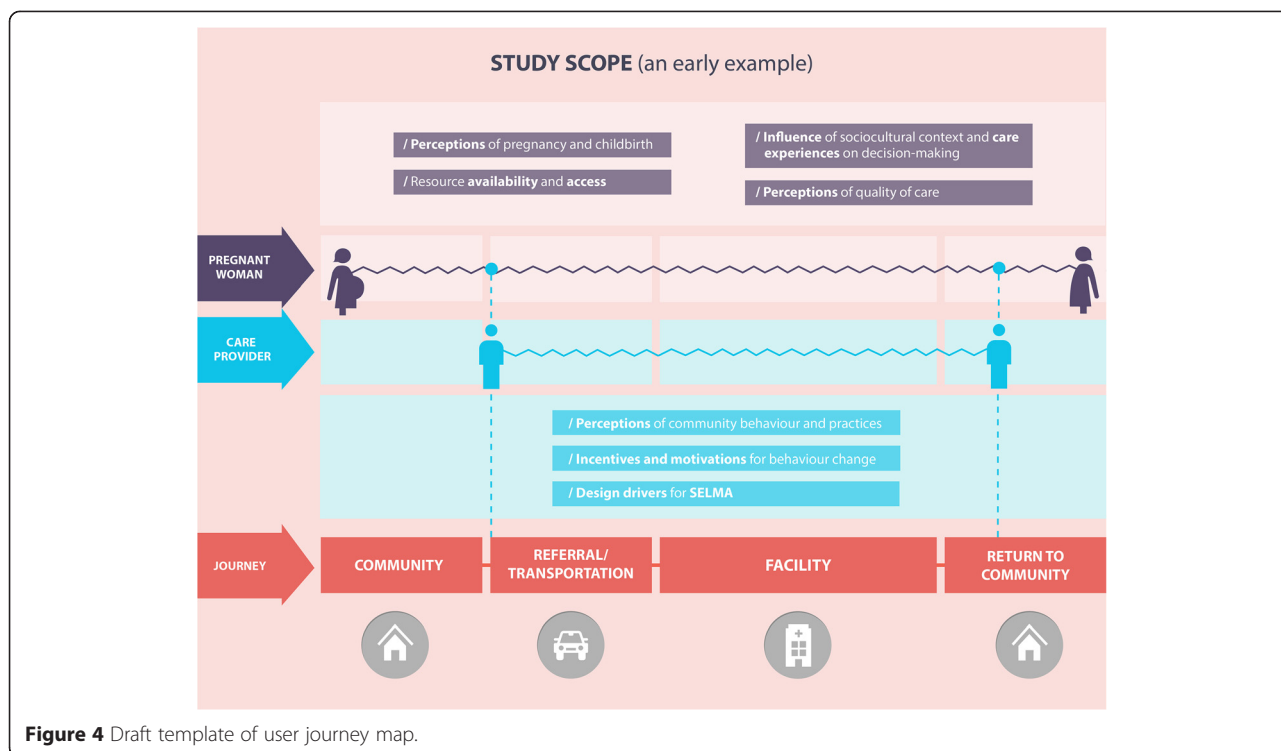 STUDY SCOPE (an early example)
/ Perceptions of pregnancy and childbirth
/ Resource availability and access
/ Influence of sociocultural context and care
experiences on decision-making
/ Perceptions of quality of care
PREGNANT
WOMAN
CARE
PROVIDER
/ Perceptions of community behaviour and practices
/ Incentives and motivations for behaviour change
/ Design drivers for SELMA
JOURNEY
COMMUNITY
REFERRAL/
TRANSPORTATION
FACILITY
RETURN TO
COMMUNITY
Figure 4 Draft template of user journey map.